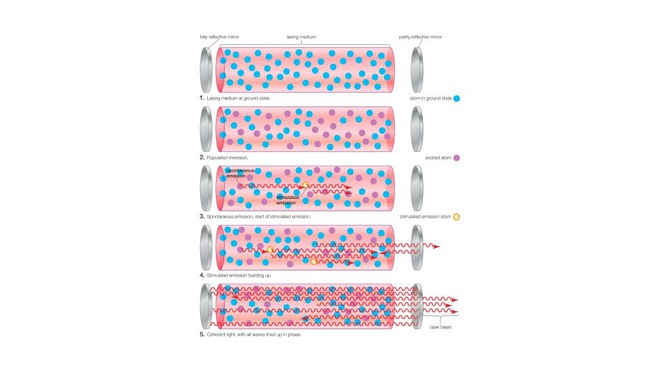 fully reflective mirror
lasing medium
partly reflective mirror
1. Lasing medium at ground state.
atom in ground state
2. Population inversion.
excited atom
spontaneous
emission
stimulated
emission
3. Spontaneous emission, start of stimulated emission.
stimulated emission atom
4. Stimulated emission building up.
laser beam
5. Coherent light, with all waves lined up in phase.